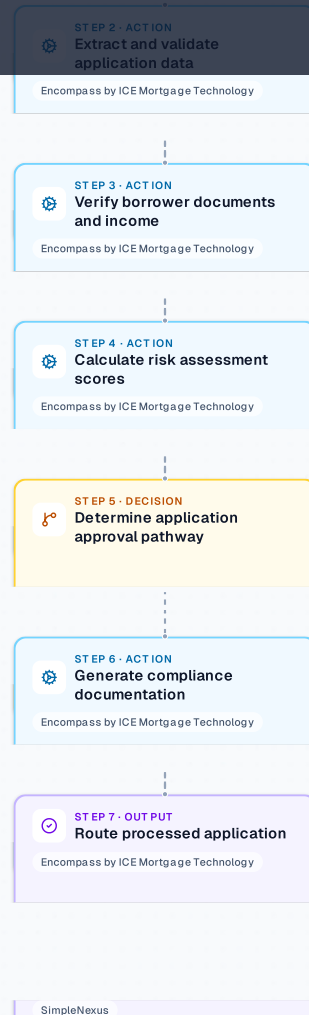 STEP 2 · ACTION
Extract and validate
application data
Encompass by ICE Mortgage Technology
STEP 3 · ACTION
Verify borrower documents
and income
Encompass by ICE Mortgage Technology
STEP 4 · ACTION
Calculate risk assessment
scores
Encompass by ICE Mortgage Technology
STEP 5 · DECISION
Determine application
approval pathway
STEP 6 · ACTION
Generate compliance
documentation
Encompass by ICE Mortgage Technology
STEP 7 · OUTPUT
Route processed application
Encompass by ICE Mortgage Technology
SimpleNexus